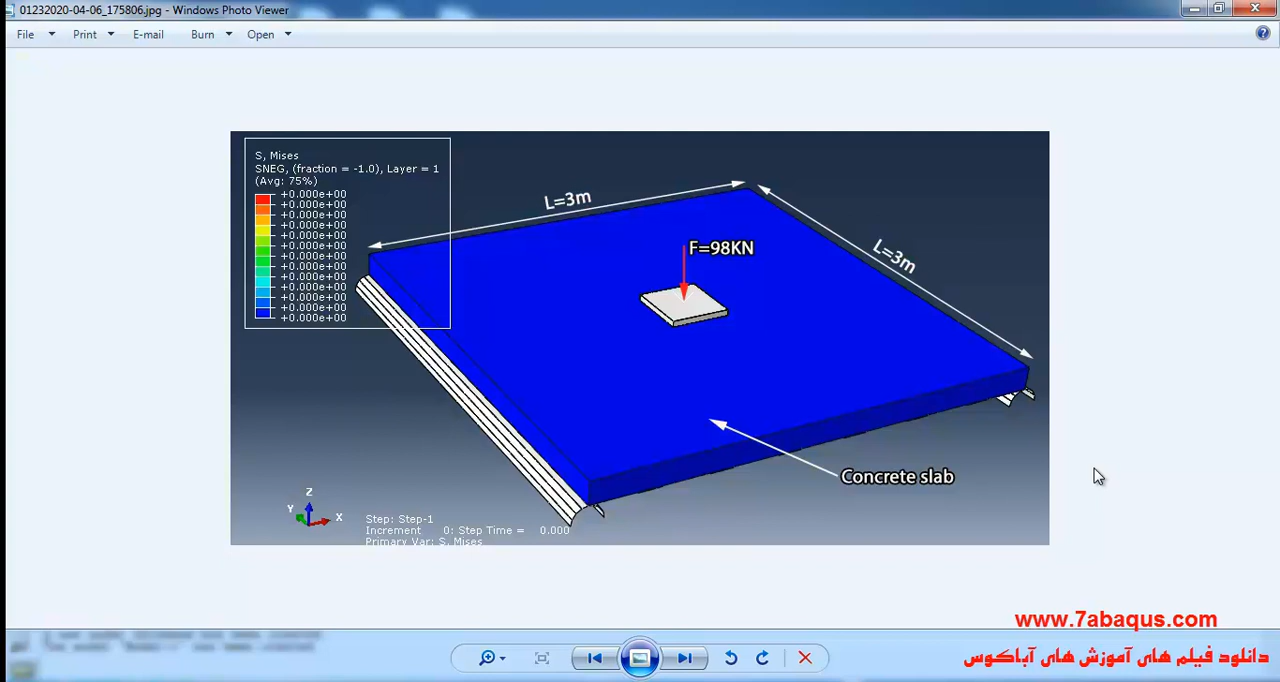 01232020-04-06_175806.jpg - Windows Photo Viewer
File Print E-mail Burn Open
S, Mises
SNEG, (fraction = -1.0), Layer = 1
(Avg: 75%)
+0.000e+00
+0.000e+00
+0.000e+00
+0.000e+00
+0.000e+00
+0.000e+00
+0.000e+00
+0.000e+00
+0.000e+00
+0.000e+00
+0.000e+00
+0.000e+00
+0.000e+00
L=3m
F=98KN
L=3m
Concrete slab
Z
Y
X
Step: Step-1
Increment 0: Step Time = 0.000
Primary Var: S, Mises
www.7abaqus.com
دانلود فیلم های آموزش های آباکوس